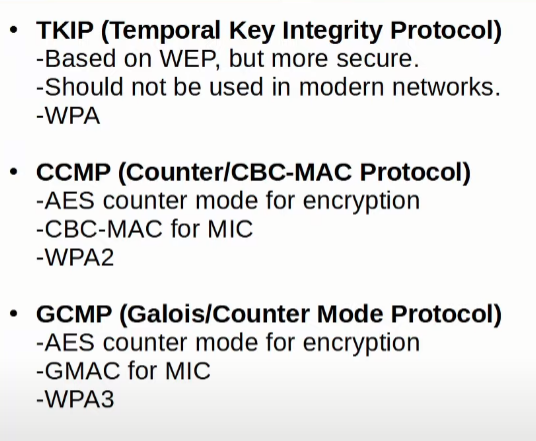 • TKIP (Temporal Key Integrity Protocol)
-Based on WEP, but more secure.
-Should not be used in modern networks.
-WPA
• CCMP (Counter/CBC-MAC Protocol)
-AES counter mode for encryption
-CBC-MAC for MIC
-WPA2
• GCMP (Galois/Counter Mode Protocol)
-AES counter mode for encryption
-GMAC for MIC
-WPA3